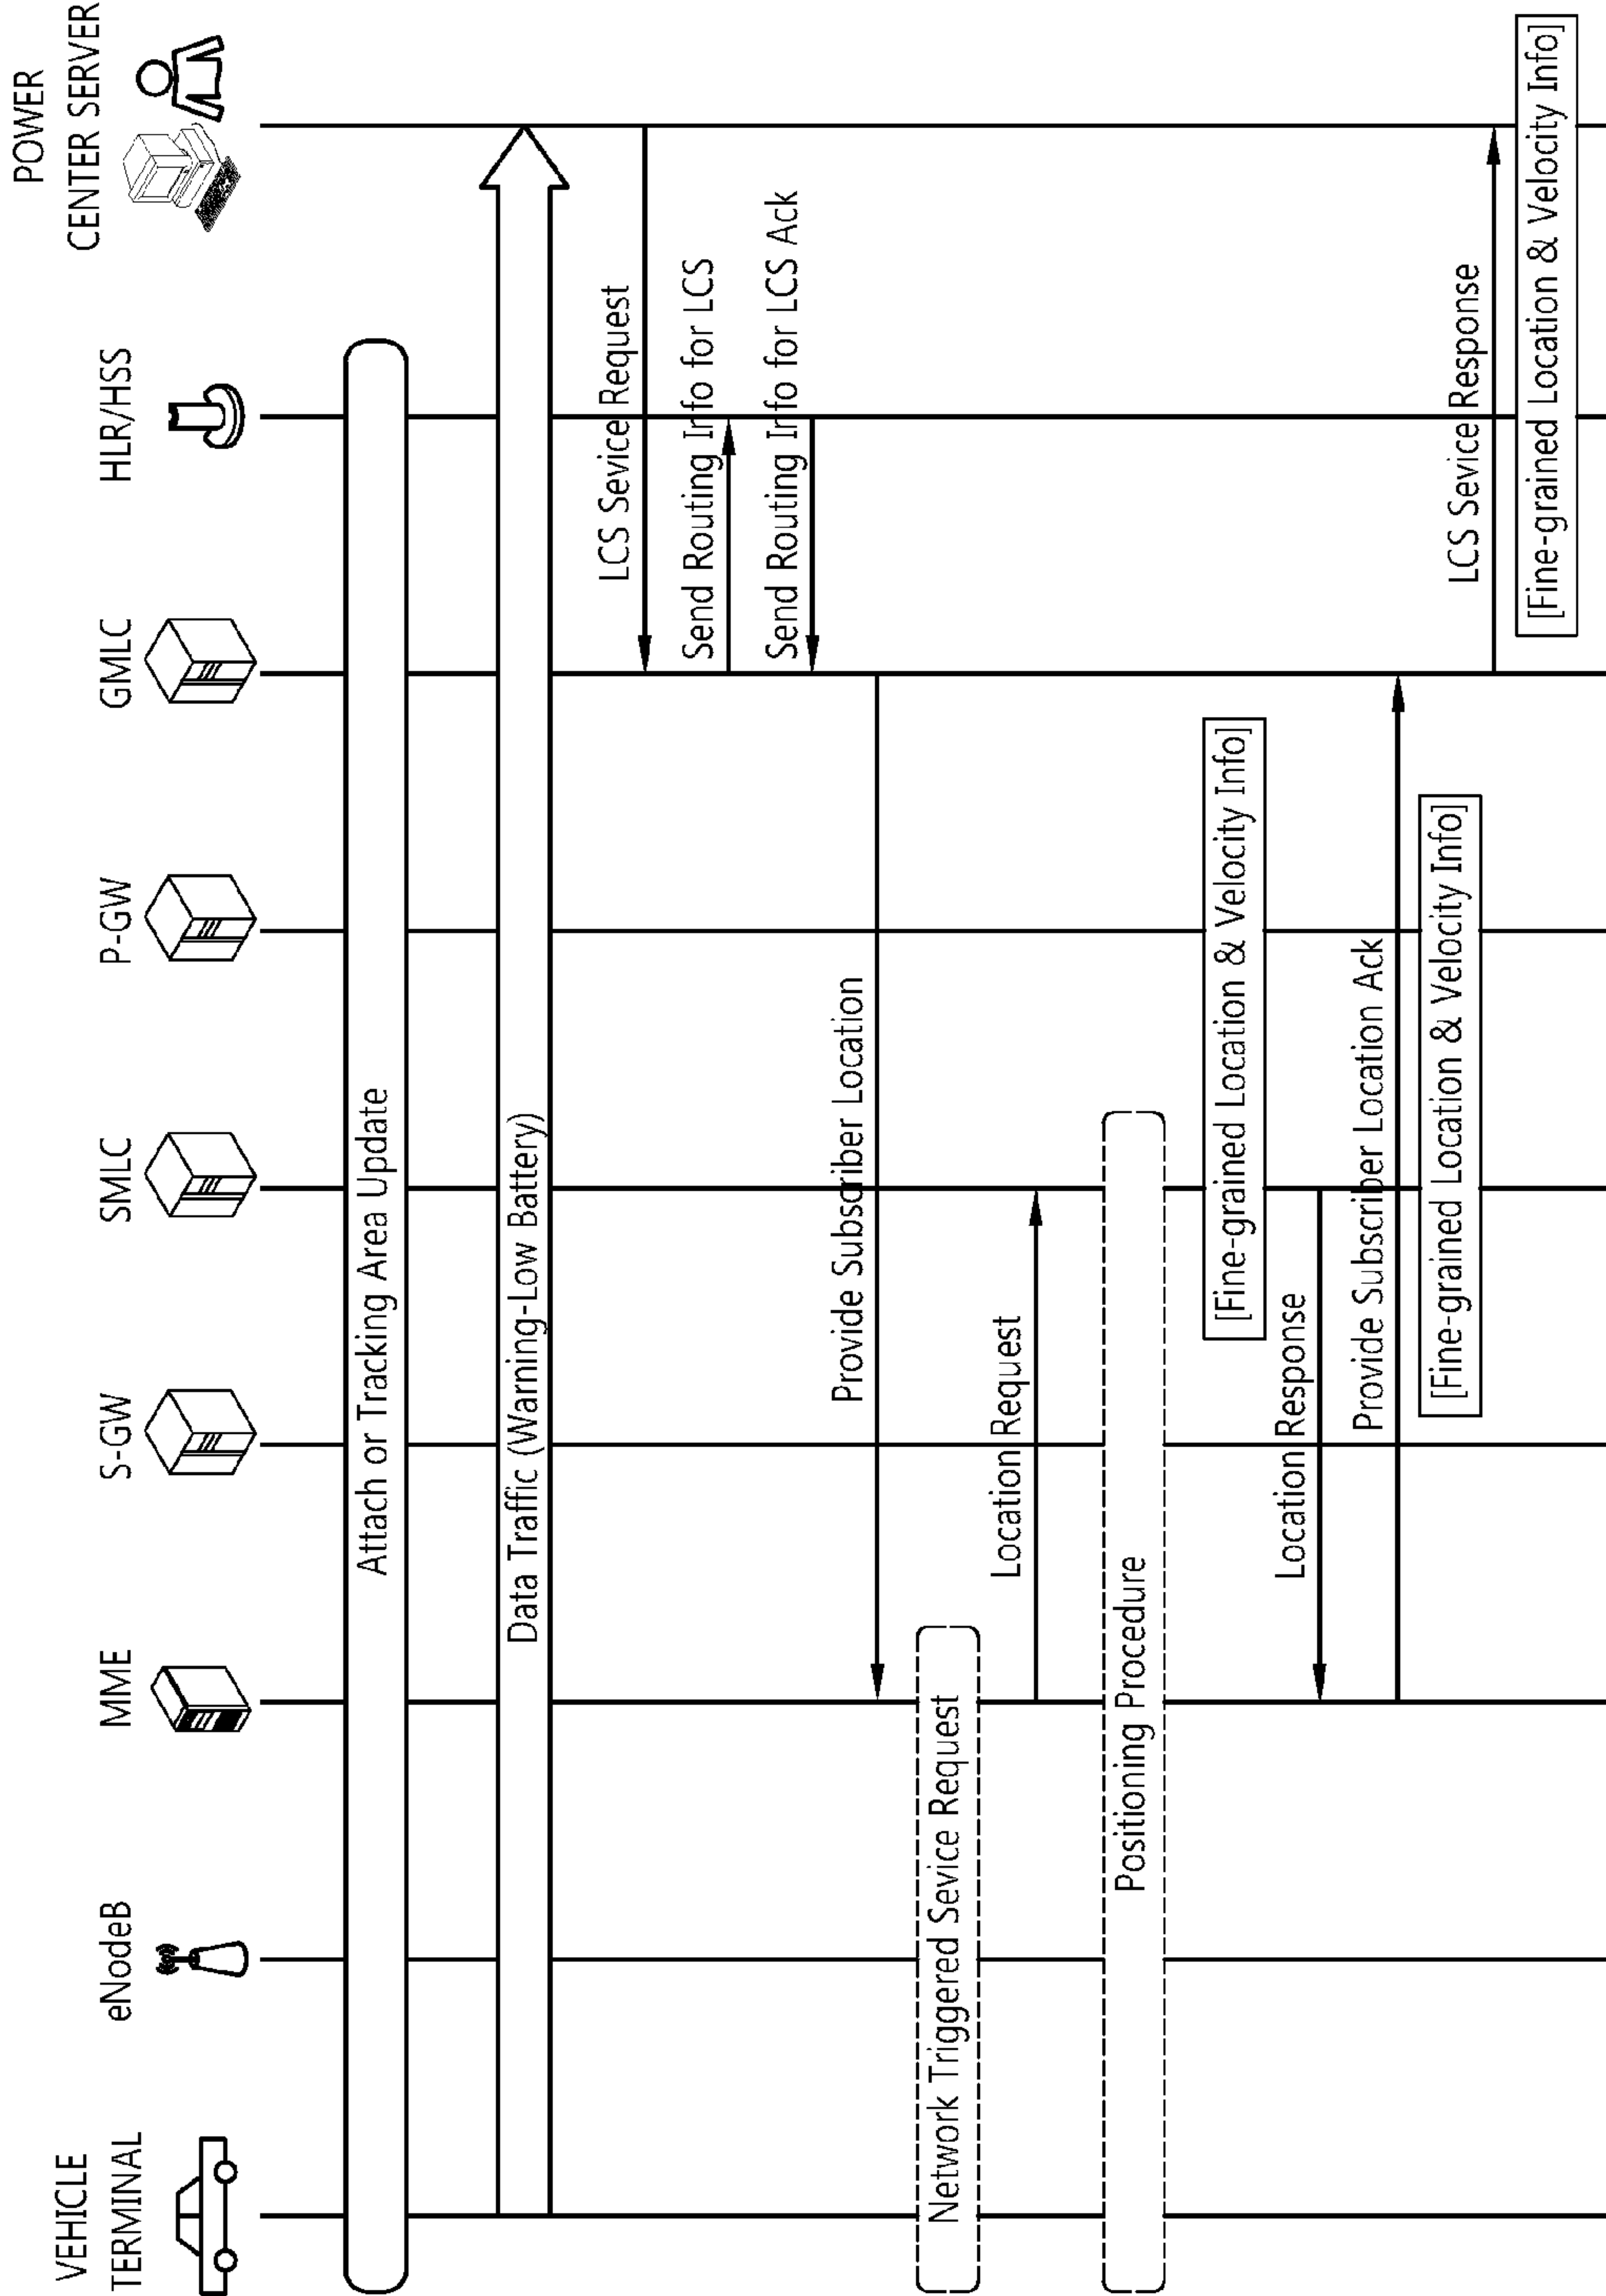 VEHICLE
TERMINAL
eNodeB
MME
S-GW
SMLC
P-GW
GMLC
HLR/HSS
POWER
CENTER SERVER
Attach or Tracking Area Update
Data Traffic (Warning-Low Battery)
LCS Sevice Request
Send Routing Info for LCS
Send Routing Info for LCS Ack
Provide Subscriber Location
Network Triggered Sevice Request
Location Request
Positioning Procedure
[Fine-grained Location & Velocity Info]
Location Response
Provide Subscriber Location Ack
[Fine-grained Location & Velocity Info]
LCS Sevice Response
[Fine-grained Location & Velocity Info]